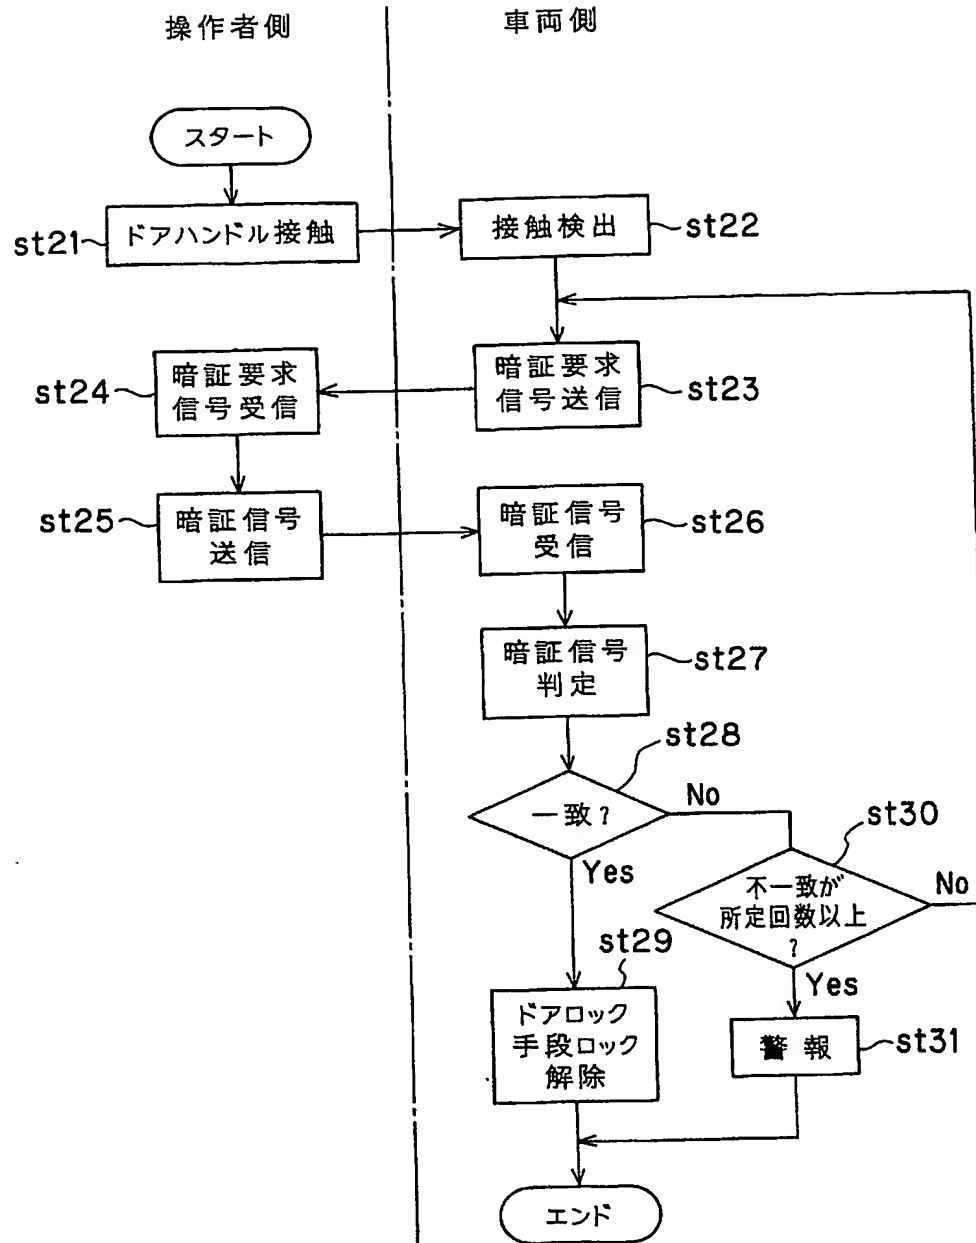 操作者側
車両側
スタート
st21
ドアハンドル接触
接触検出
st22
st24
暗証要求
信号受信
暗証要求
信号送信
st23
st25
暗証信号
送信
暗証信号
受信
st26
暗証信号
判定
st27
st28
一致?
No
Yes
st30
不一致が
所定回数以上
?
No
Yes
st29
ドアロック
手段ロック
解除
警報
st31
エンド